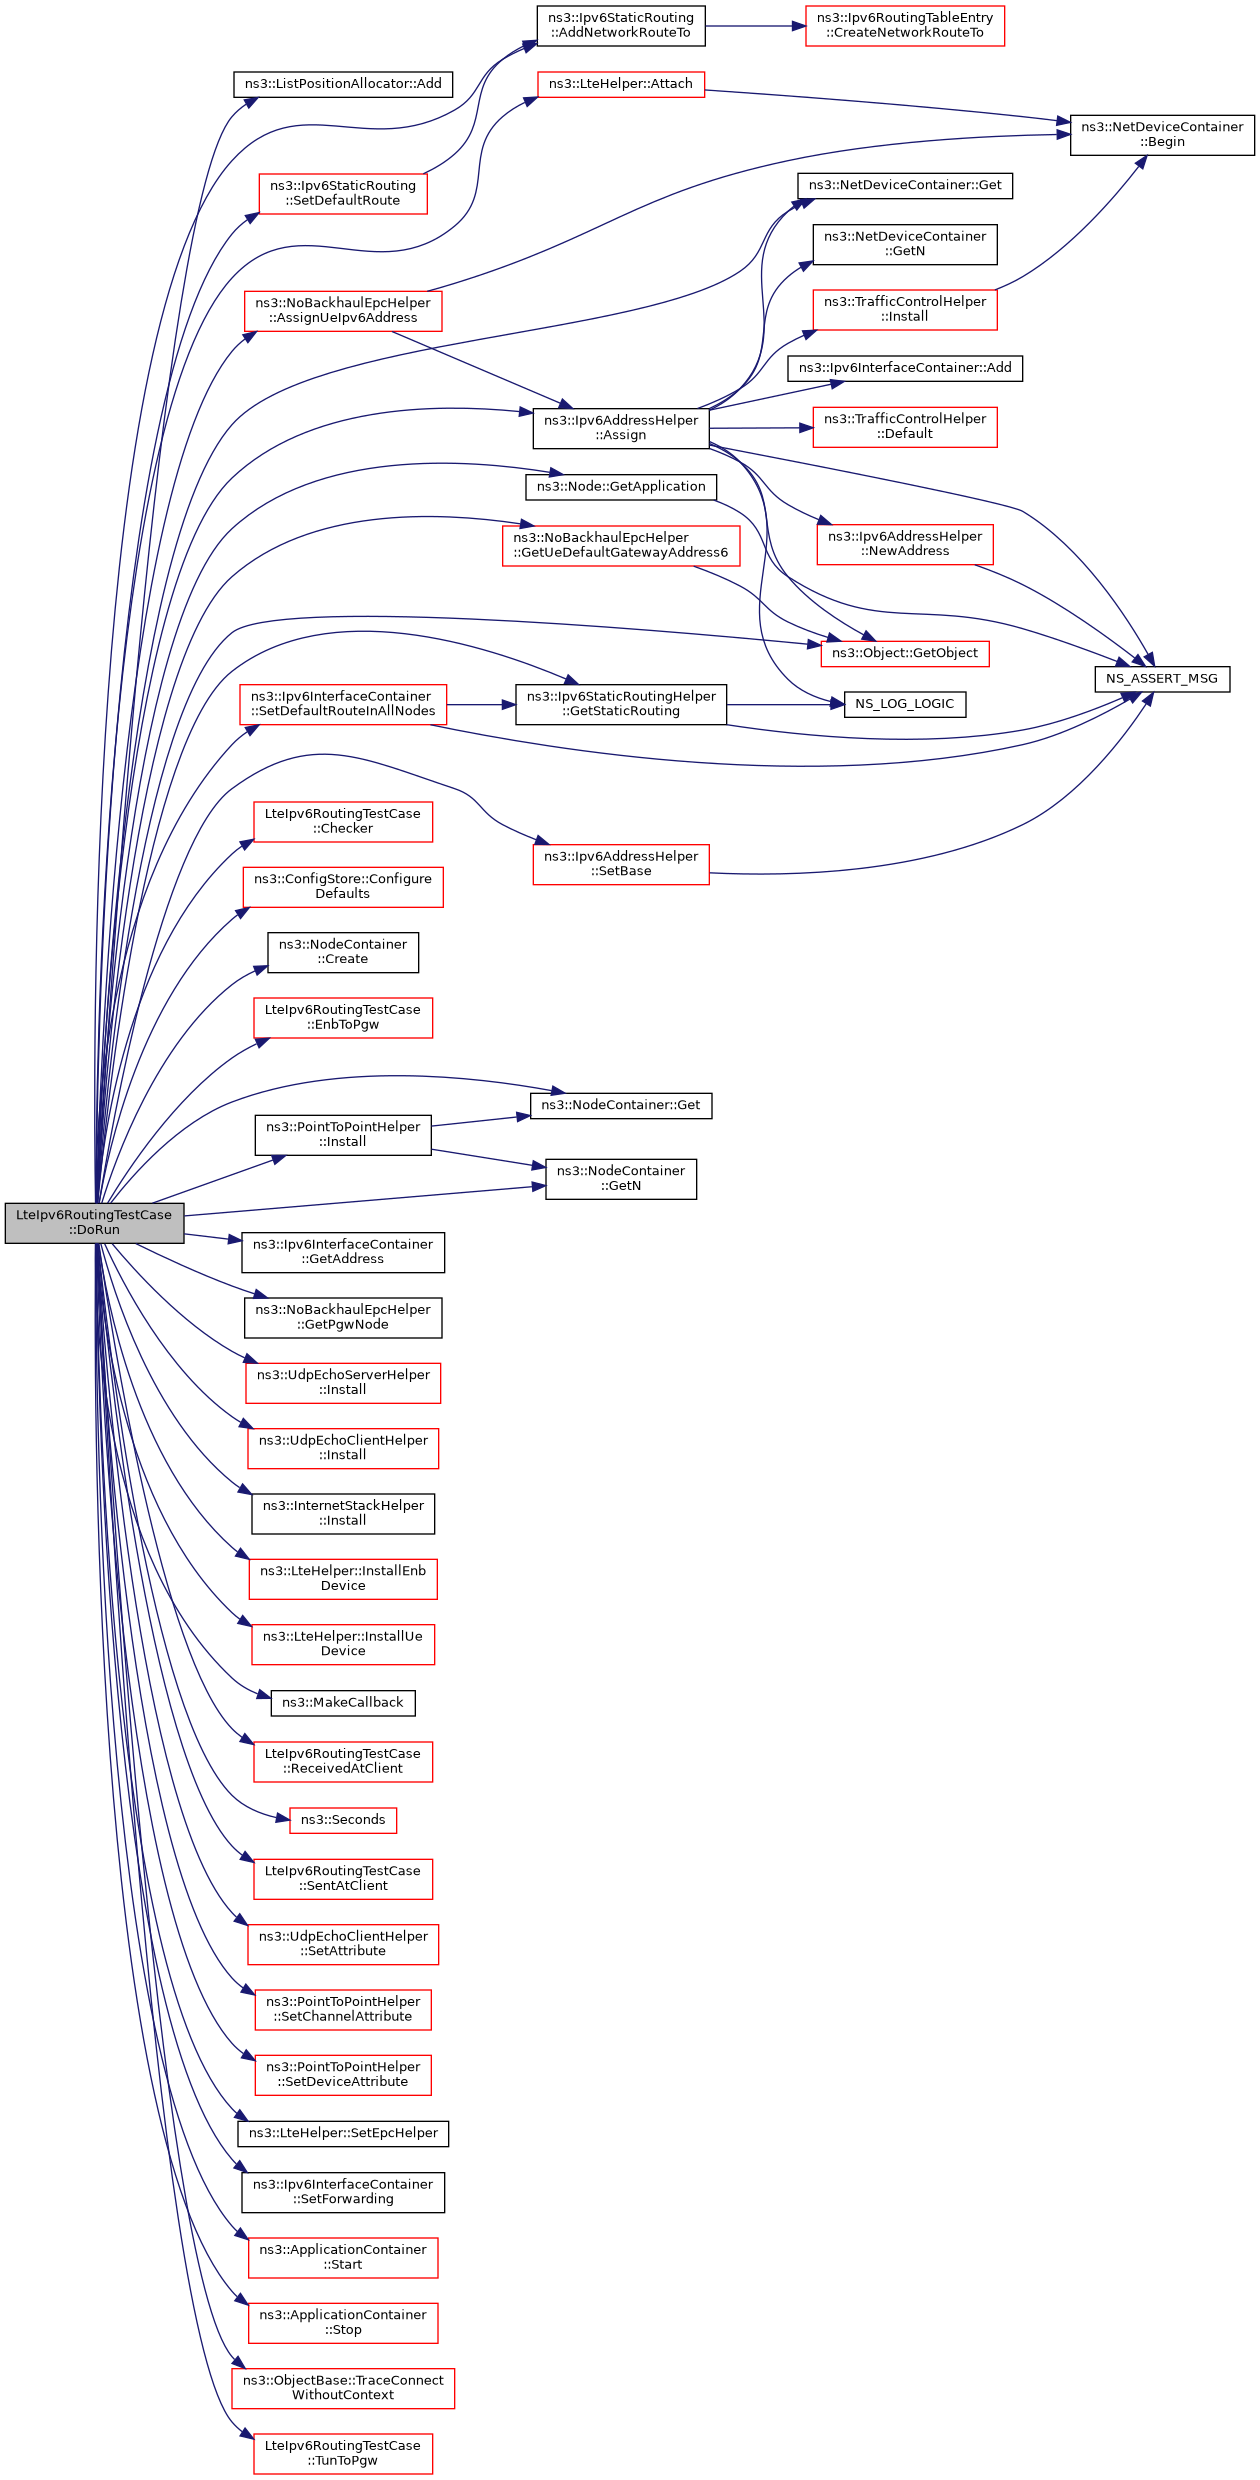 ns3::Ipv6StaticRouting
::AddNetworkRouteTo
ns3::Ipv6RoutingTableEntry
::CreateNetworkRouteTo
ns3::ListPositionAllocator::Add
ns3::LteHelper::Attach
ns3::NetDeviceContainer
::Begin
ns3::Ipv6StaticRouting
::SetDefaultRoute
ns3::NetDeviceContainer::Get
ns3::NetDeviceContainer
::GetN
ns3::NoBackhaulEpcHelper
::AssignUeIpv6Address
ns3::TrafficControlHelper
::Install
ns3::Ipv6InterfaceContainer::Add
ns3::Ipv6AddressHelper
::Assign
ns3::TrafficControlHelper
::Default
ns3::Node::GetApplication
ns3::NoBackhaulEpcHelper
::GetUeDefaultGatewayAddress6
ns3::Ipv6AddressHelper
::NewAddress
ns3::Object::GetObject
NS_ASSERT_MSG
ns3::Ipv6InterfaceContainer
::SetDefaultRouteInAllNodes
ns3::Ipv6StaticRoutingHelper
::GetStaticRouting
NS_LOG_LOGIC
LteIpv6RoutingTestCase
::Checker
ns3::Ipv6AddressHelper
::SetBase
ns3::ConfigStore::Configure
Defaults
ns3::NodeContainer
::Create
LteIpv6RoutingTestCase
::EnbToPgw
ns3::NodeContainer::Get
ns3::PointToPointHelper
::Install
ns3::NodeContainer
::GetN
LteIpv6RoutingTestCase
::DoRun
ns3::Ipv6InterfaceContainer
::GetAddress
ns3::NoBackhaulEpcHelper
::GetPgwNode
ns3::UdpEchoServerHelper
::Install
ns3::UdpEchoClientHelper
::Install
ns3::InternetStackHelper
::Install
ns3::LteHelper::InstallEnb
Device
ns3::LteHelper::InstallUe
Device
ns3::MakeCallback
LteIpv6RoutingTestCase
::ReceivedAtClient
ns3::Seconds
LteIpv6RoutingTestCase
::SentAtClient
ns3::UdpEchoClientHelper
::SetAttribute
ns3::PointToPointHelper
::SetChannelAttribute
ns3::PointToPointHelper
::SetDeviceAttribute
ns3::LteHelper::SetEpcHelper
ns3::Ipv6InterfaceContainer
::SetForwarding
ns3::ApplicationContainer
::Start
ns3::ApplicationContainer
::Stop
ns3::ObjectBase::TraceConnect
WithoutContext
LteIpv6RoutingTestCase
::TunToPgw